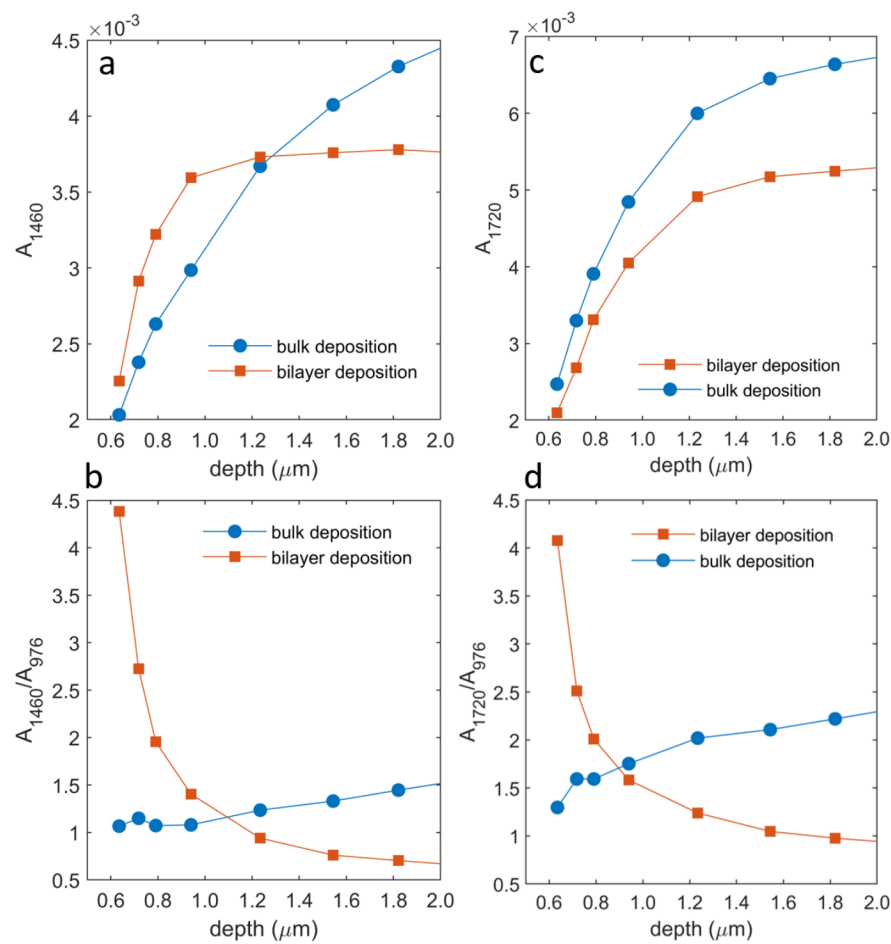 a
×10⁻³
4.5
4
3.5
3
2.5
2
A₁₄₆₀
bulk deposition
bilayer deposition
0.6 0.8 1.0 1.2 1.4 1.6 1.8 2.0
depth (μm)
c
×10⁻³
7
6
5
4
3
2
A₁₇₂₀
bilayer deposition
bulk deposition
0.6 0.8 1.0 1.2 1.4 1.6 1.8 2.0
depth (μm)
b
4.5
4
3.5
3
2.5
2
1.5
1
0.5
A₁₄₆₀/A₉₇₆
bulk deposition
bilayer deposition
0.6 0.8 1.0 1.2 1.4 1.6 1.8 2.0
depth (μm)
d
4.5
4
3.5
3
2.5
2
1.5
1
0.5
A₁₇₂₀/A₉₇₆
bilayer deposition
bulk deposition
0.6 0.8 1.0 1.2 1.4 1.6 1.8 2.0
depth (μm)